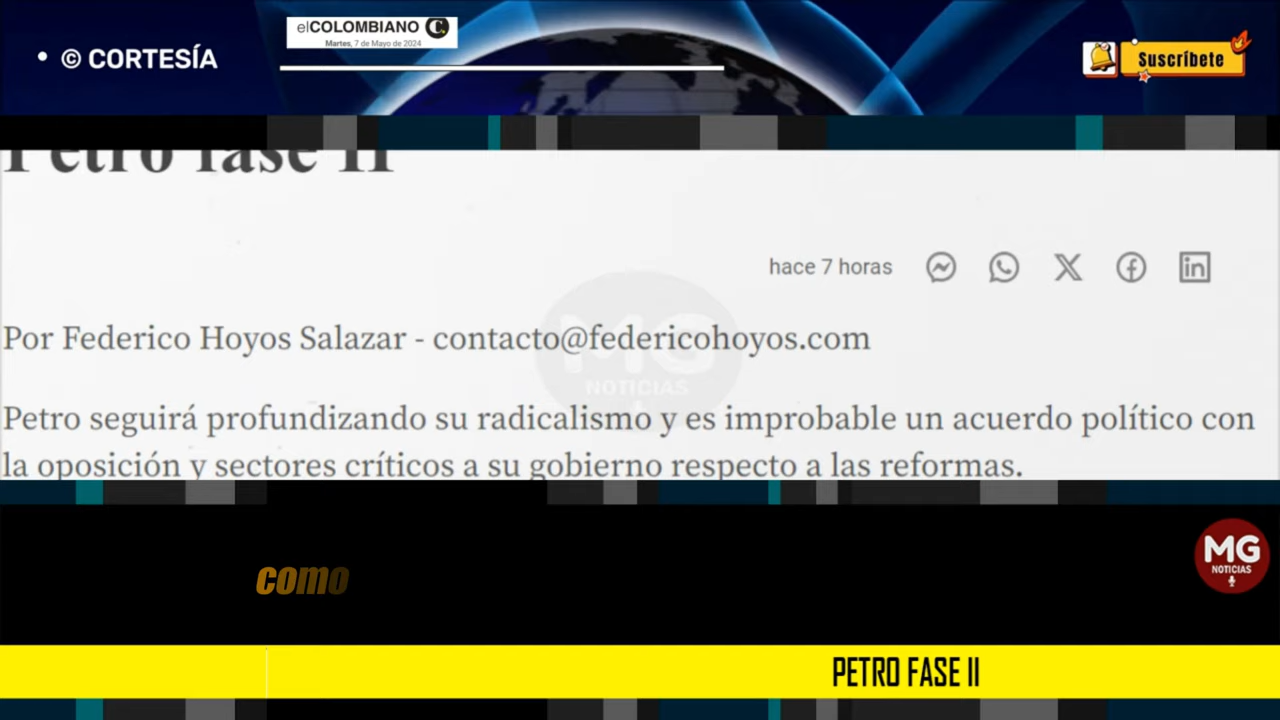 • © CORTESÍA
elCOLOMBIANO C
Martes, 7 de Mayo de 2024
Suscríbete
Petro fase II
hace 7 horas
Por Federico Hoyos Salazar - contacto@federicohoyos.com
MG
NOTICIAS
Petro seguirá profundizando su radicalismo y es improbable un acuerdo político con
la oposición y sectores críticos a su gobierno respecto a las reformas.
como
MG
NOTICIAS
PETRO FASE II